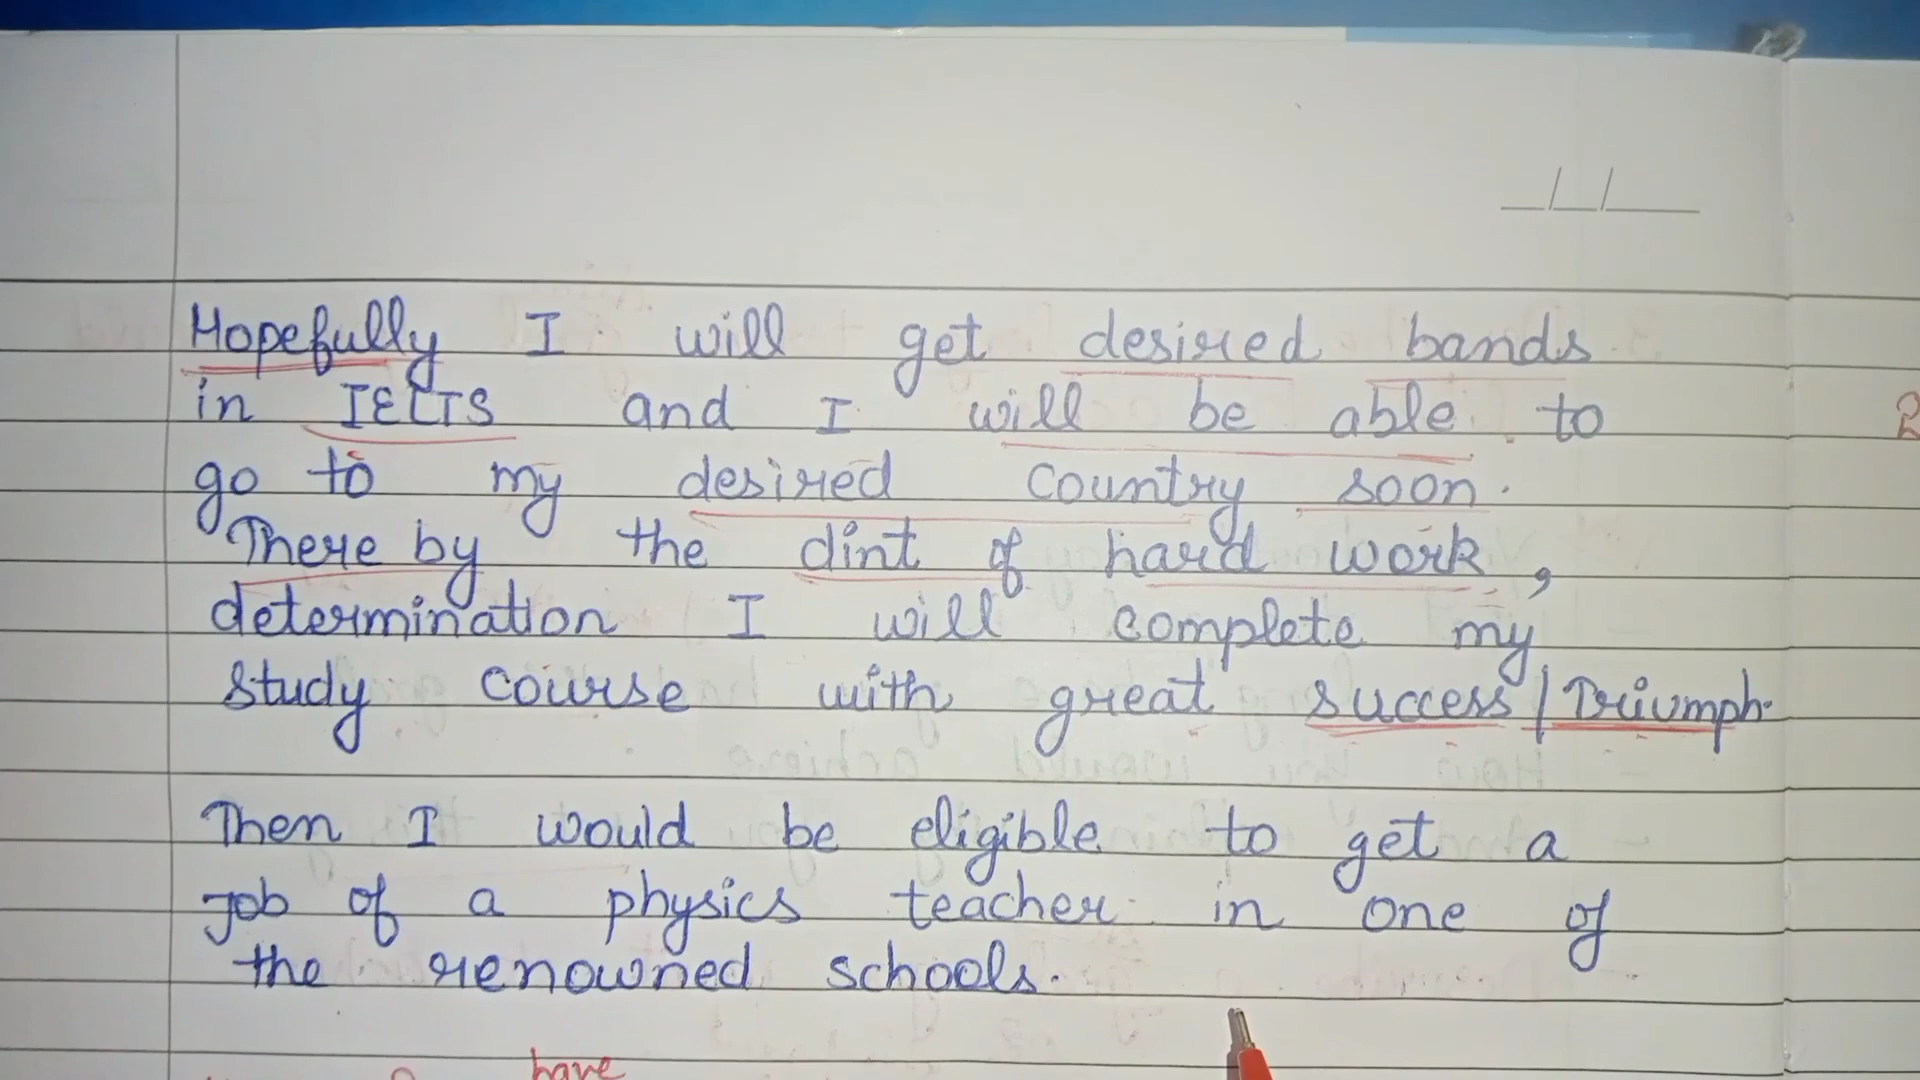 Hopefully I will get desired bands
in IELTS and I will be able to
go to my desired country soon.
There by the dint of hard work,
determination I will complete my
study course with great success/Triumph.
Then I would be eligible to get a
job of a physics teacher in one of
the renowned schools.
have